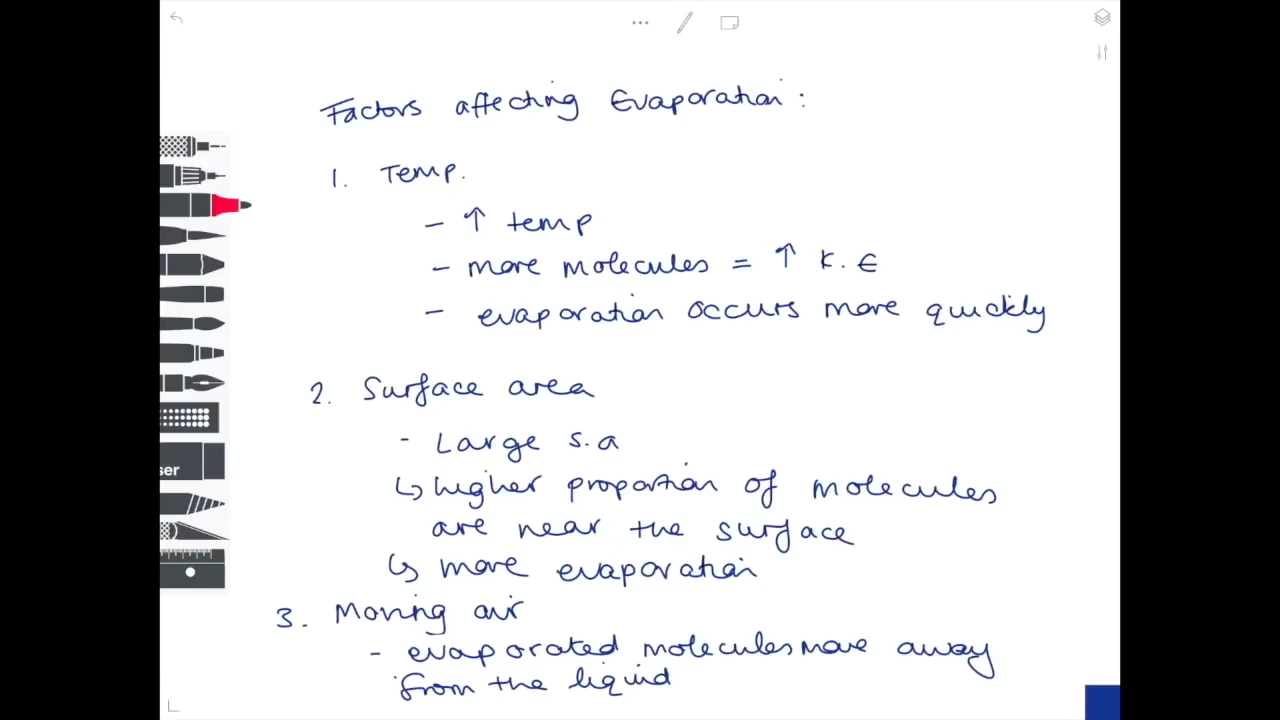 Factors affecting Evaporation :
1. Temp.
- ↑ temp
- more molecules = ↑ K.E
- evaporation occurs more quickly
2. Surface area
- Large s.a
↳ higher proportion of molecules
are near the surface
↳ more evaporation
3. Moving air
- evaporated molecules move away
from the liquid
ser